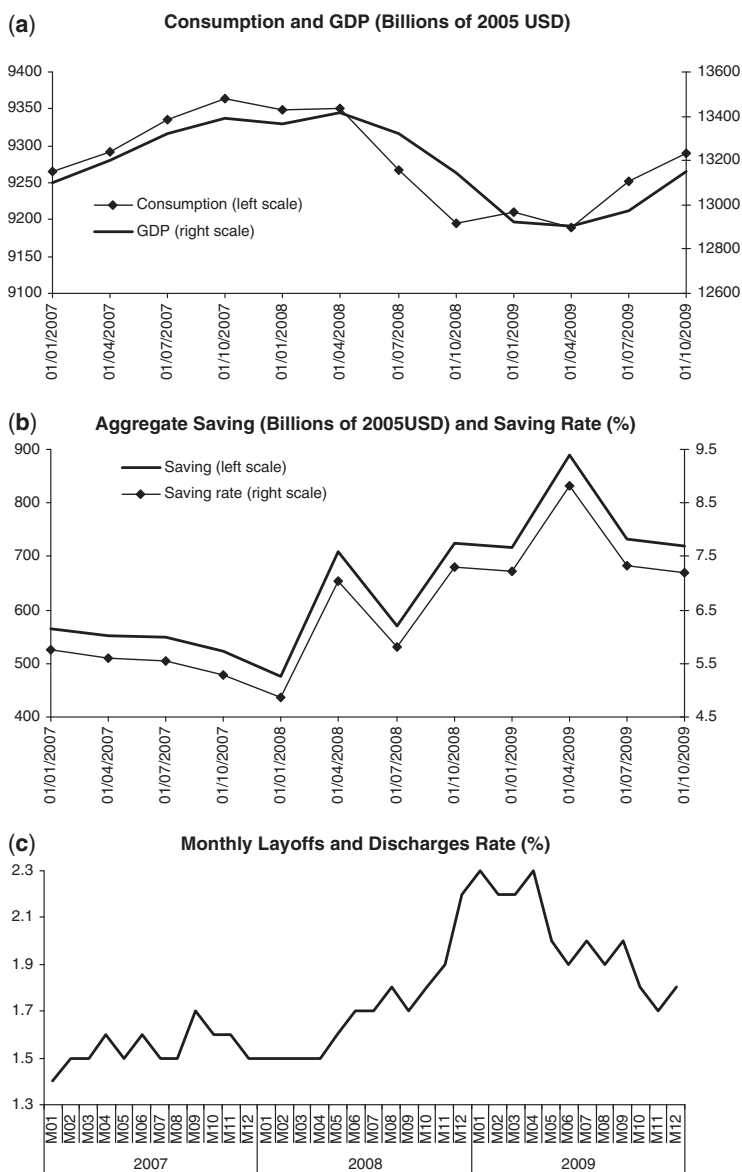 (a) Consumption and GDP (Billions of 2005 USD)
9400 13600
9350 13400
9300 13200
9250 13000
9200 12800
9150
9100 12600
Consumption (left scale)
GDP (right scale)
01/01/2007 01/04/2007 01/07/2007 01/10/2007 01/01/2008 01/04/2008 01/07/2008 01/10/2008 01/01/2009 01/04/2009 01/07/2009 01/10/2009
(b) Aggregate Saving (Billions of 2005USD) and Saving Rate (%)
900 9.5
800 8.5
700 7.5
600 6.5
500 5.5
400 4.5
Saving (left scale)
Saving rate (right scale)
01/01/2007 01/04/2007 01/07/2007 01/10/2007 01/01/2008 01/04/2008 01/07/2008 01/10/2008 01/01/2009 01/04/2009 01/07/2009 01/10/2009
(c) Monthly Layoffs and Discharges Rate (%)
2.3
2.1
1.9
1.7
1.5
1.3
M01 M02 M03 M04 M05 M06 M07 M08 M09 M10 M11 M12 M01 M02 M03 M04 M05 M06 M07 M08 M09 M10 M11 M12 M01 M02 M03 M04 M05 M06 M07 M08 M09 M10 M11 M12
2007 2008 2009